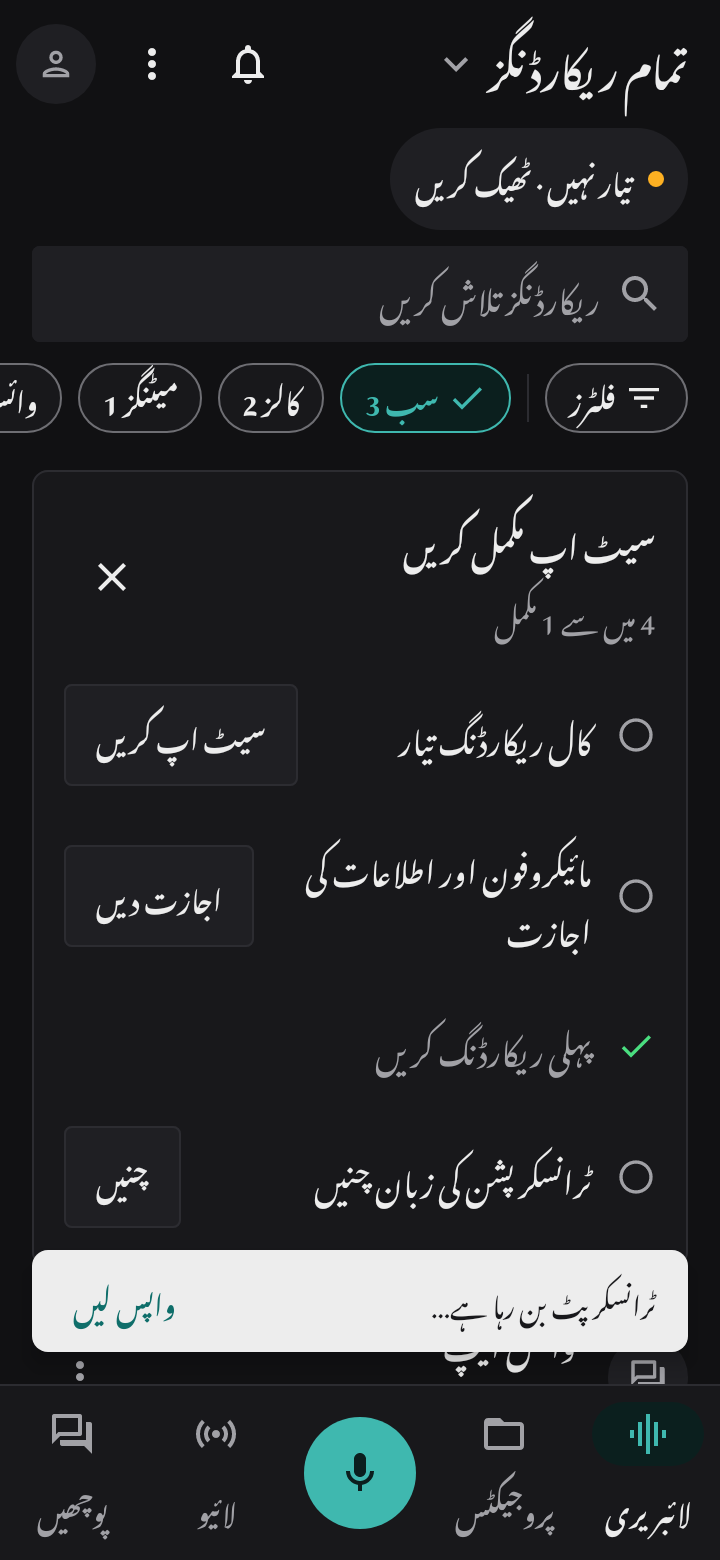 تمام ریکارڈنگز
تیار نہیں · ٹھیک کریں
ریکارڈنگز تلاش کریں
فلٹرز
سب 3
کالز 2
میٹنگز 1
سیٹ اپ مکمل کریں
4 میں سے 1 مکمل
کال ریکارڈنگ تیار
سیٹ اپ کریں
مائیکروفون اور اطلاعات کی
اجازت
اجازت دیں
پہلی ریکارڈنگ کریں
ٹرانسکرپشن کی زبان چنیں
چنیں
ٹرانسکرپٹ بن رہا ہے...
واپس لیں
لائبریری
پروجیکٹس
لائیو
پوچھیں